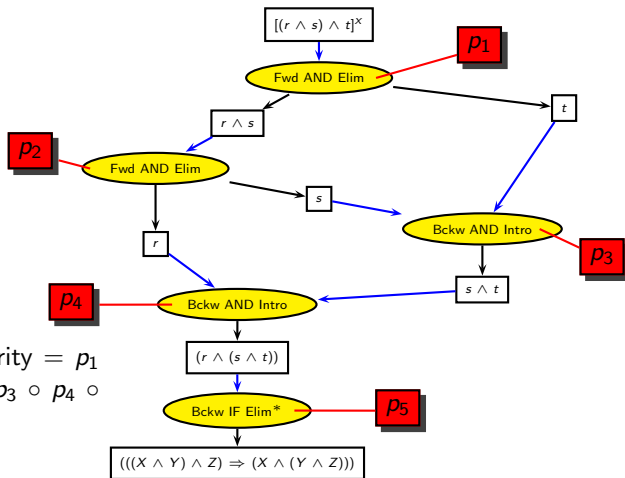 [(r ∧ s) ∧ t]ˣ
p₁
Fwd AND Elim
r ∧ s
t
p₂
Fwd AND Elim
s
Bckw AND Intro
r
p₃
s ∧ t
p₄
Bckw AND Intro
rity = p₁
(r ∧ (s ∧ t))
p₃ ∘ p₄ ∘
Bckw IF Elim*
p₅
(((X ∧ Y) ∧ Z) ⇒ (X ∧ (Y ∧ Z)))